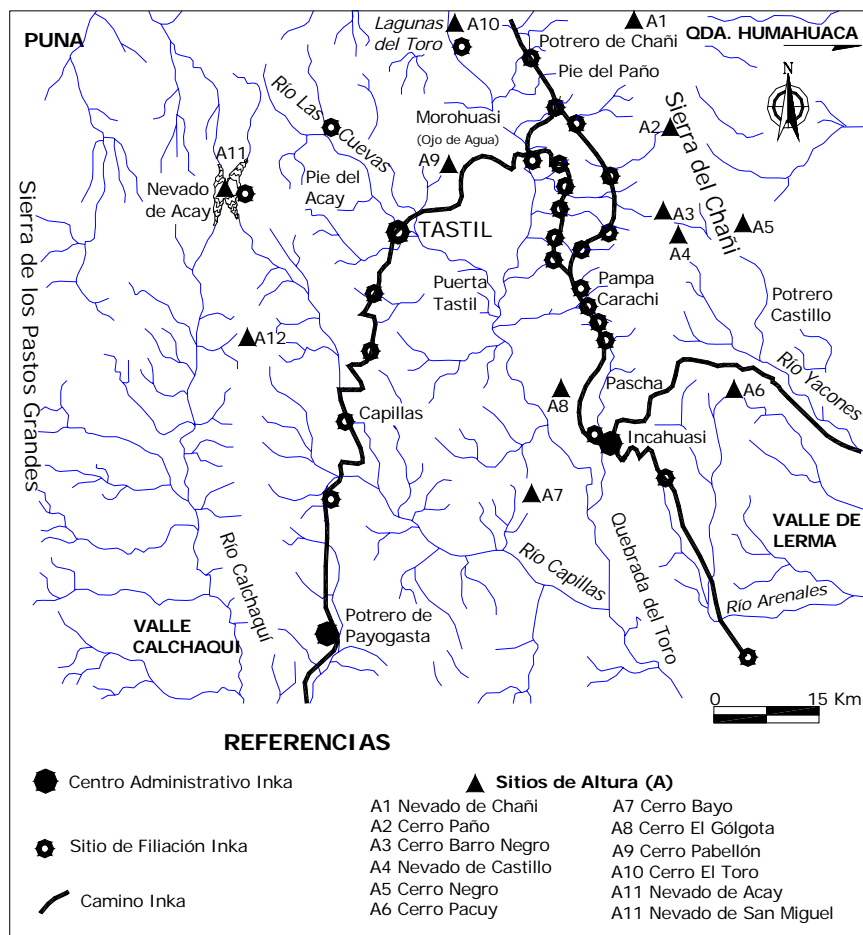 PUNA
Lagunas
del Toro
A10
A1
Potrero de Chañi
QDA. HUMAHUACA
Pie del Paño
N
Río Las
Cuevas
Morohuasi
(Ojo de Agua)
A9
A2
Sierra del Chañi
A11
Nevado
de Acay
Pie del
Acay
A3
A5
A4
TASTIL
Sierra de los Pastos Grandes
Puerta
Tastil
Pampa
Carachi
Potrero
Castillo
A12
Río Yacones
Pascha
A8
A6
Capillas
Incahuasi
A7
VALLE DE
LERMA
Río Calchaquí
Río Capillas
Quebrada del Toro
Río Arenales
VALLE
CALCHAQUI
Potrero de
Payogasta
0 15 Km
REFERENCIAS
Centro Administrativo Inka
Sitio de Filiación Inka
Camino Inka
Sitios de Altura (A)
A1 Nevado de Chañi
A2 Cerro Paño
A3 Cerro Barro Negro
A4 Nevado de Castillo
A5 Cerro Negro
A6 Cerro Pacuy
A7 Cerro Bayo
A8 Cerro El Gólgota
A9 Cerro Pabellón
A10 Cerro El Toro
A11 Nevado de Acay
A11 Nevado de San Miguel